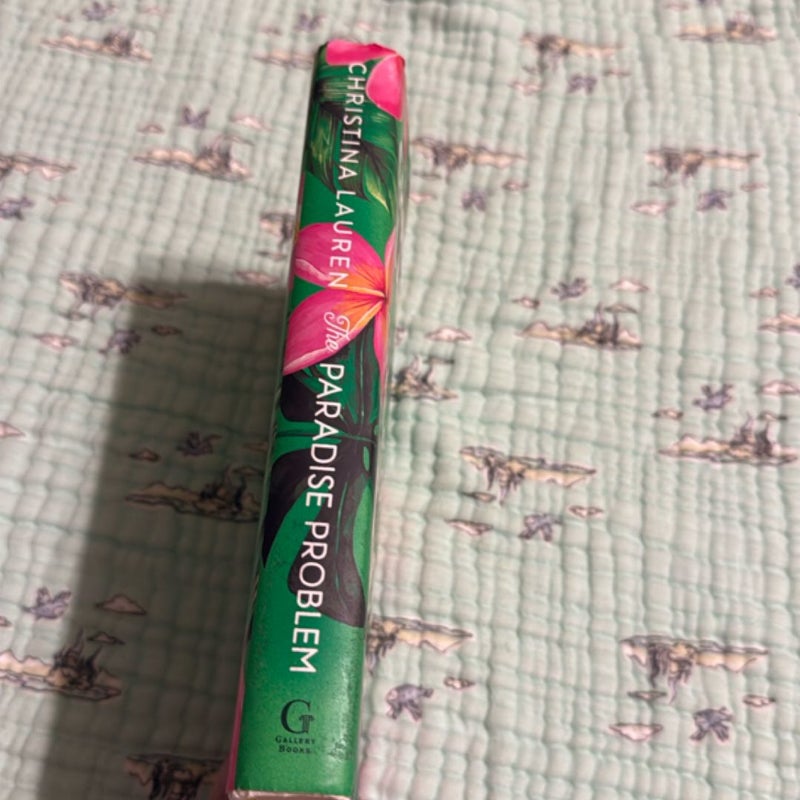 CHRISTINA LAUREN
The PARADISE PROBLEM
G
GALLERY
BOOKS